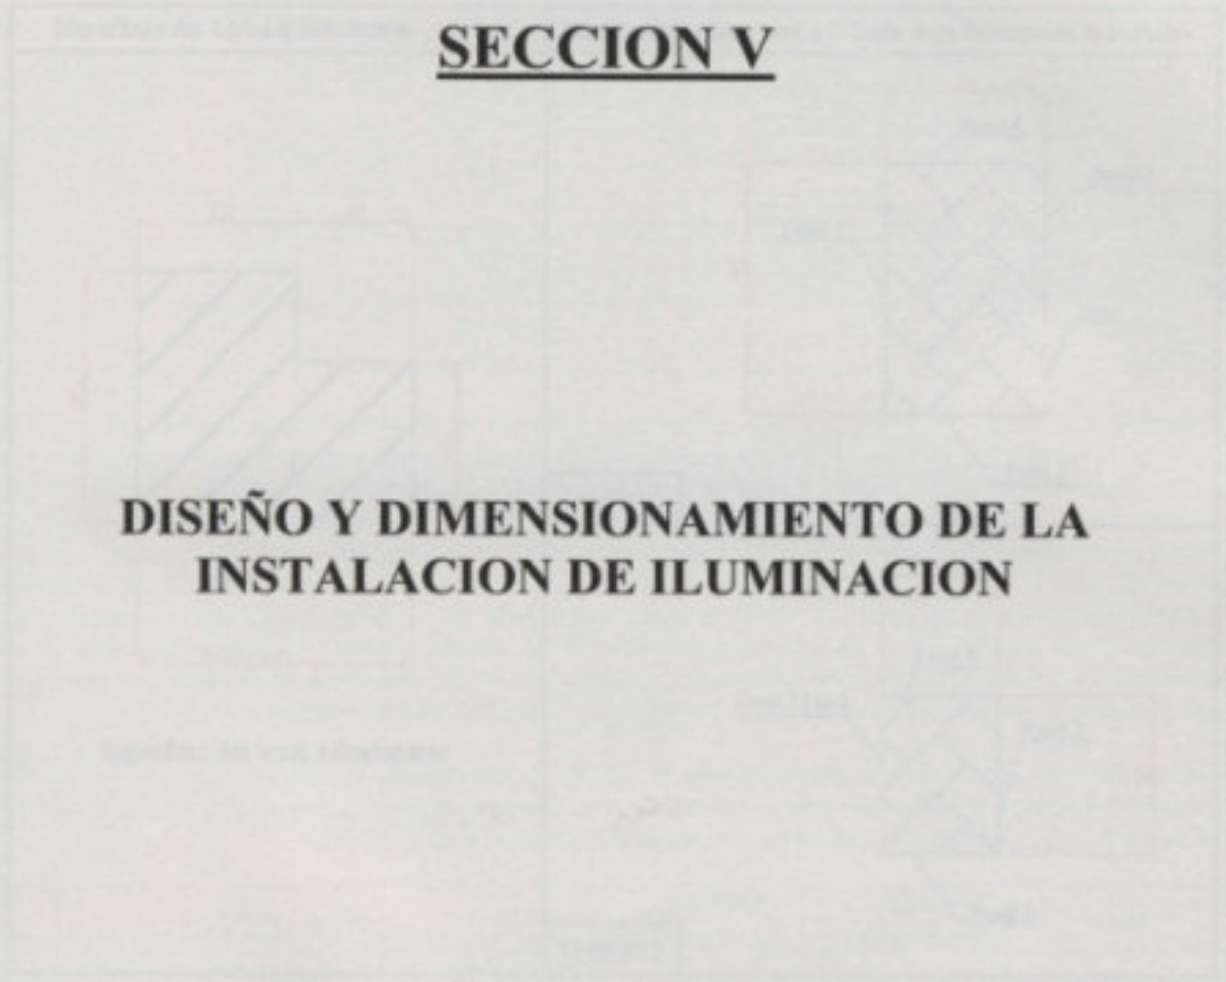 SECCION V
DISEÑO Y DIMENSIONAMIENTO DE LA
INSTALACION DE ILUMINACION